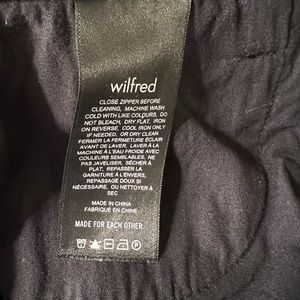 wilfred
CLOSE ZIPPER BEFORE
CLEANING, MACHINE WASH
COLD WITH LIKE COLOURS, DO
NOT BLEACH, DRY FLAT, IRON
ON REVERSE, COOL IRON ONLY
IF NEEDED, OR DRY CLEAN
FERMER LA FERMETURE ÉCLAIR
AVANT DE LAVER, LAVER À LA
MACHINE À L'EAU FROIDE AVEC
COULEURS SEMBLABLES, NE
PAS JAVELISER, SÉCHAGE À
PLAT, REPASSER LA
GARNITURE À L'ENVERS,
REPASSAGE DOUX SI
NÉCESSAIRE, OU NETTOYER À
SEC
MADE IN CHINA
FABRIQUÉ EN CHINE
MADE FOR EACH OTHER